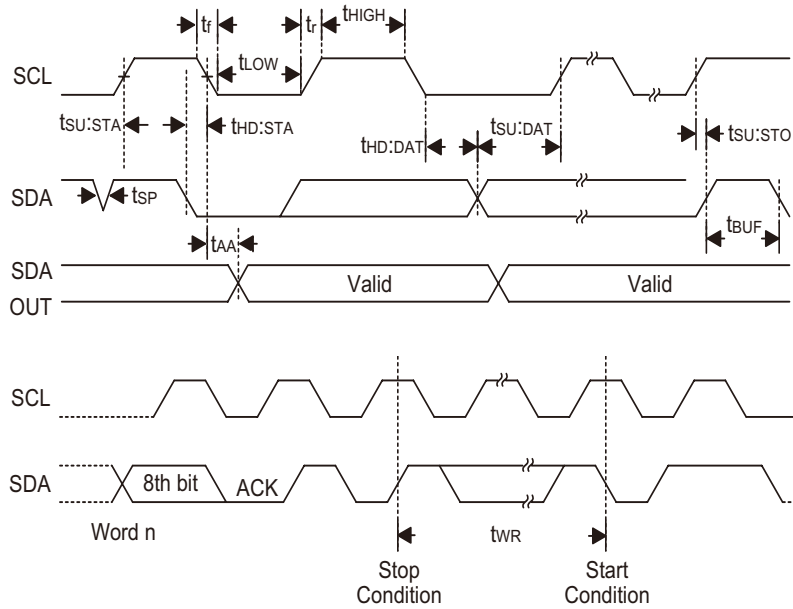 tf tr tHIGH
SCL tLOW
tSU:STA tHD:STA tHD:DAT tSU:DAT tSU:STO
SDA tSP tBUF
tAA
SDA
OUT Valid Valid
SCL
SDA 8th bit ACK
Word n tWR
Stop Condition
Start Condition